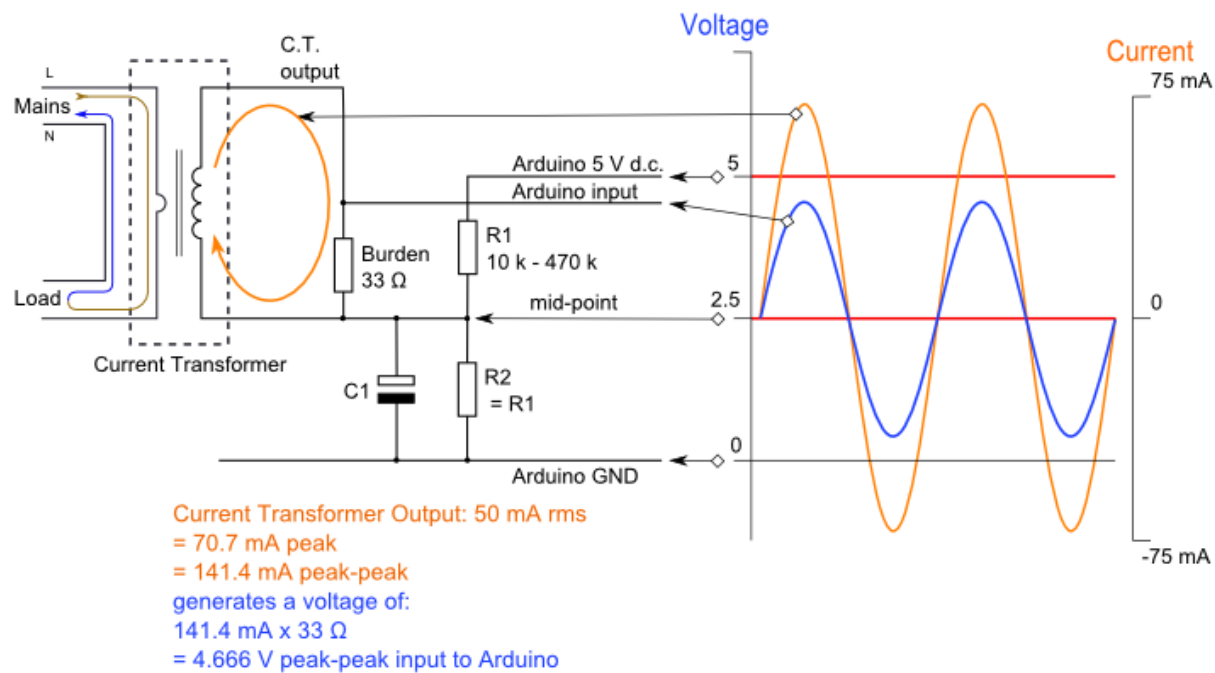 Voltage
C.T.
output
Current
75 mA
L
Mains
N
Arduino 5 V d.c.
5
Arduino input
R1
10 k - 470 k
Burden
33 Ω
mid-point
2.5
0
Load
Current Transformer
C1
R2
= R1
0
Arduino GND
-75 mA
Current Transformer Output: 50 mA rms
= 70.7 mA peak
= 141.4 mA peak-peak
generates a voltage of:
141.4 mA x 33 Ω
= 4.666 V peak-peak input to Arduino